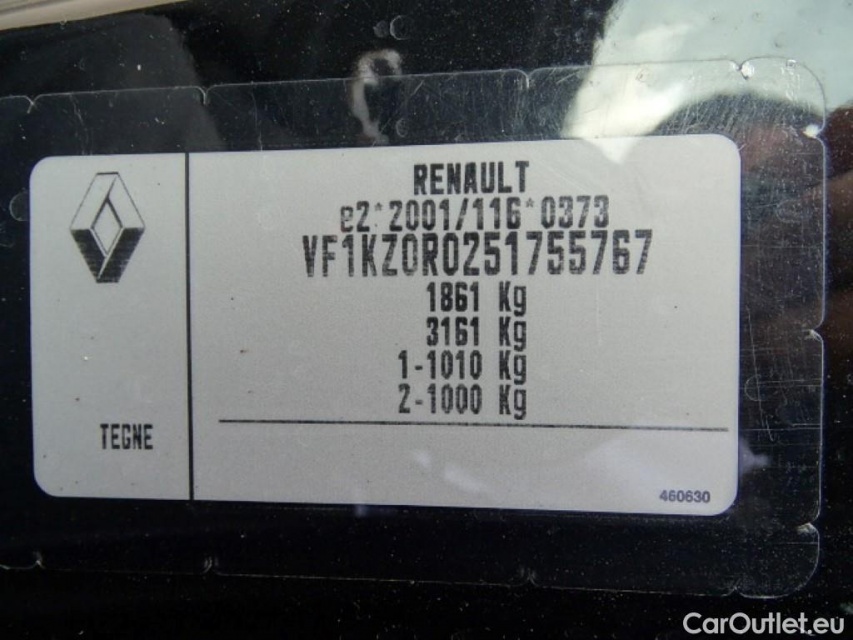 RENAULT
e2*2001/116*0373
VF1KZ0R0251755767
1861 Kg
3161 Kg
1-1010 Kg
2-1000 Kg
TEGNE
460630
CarOutlet.eu